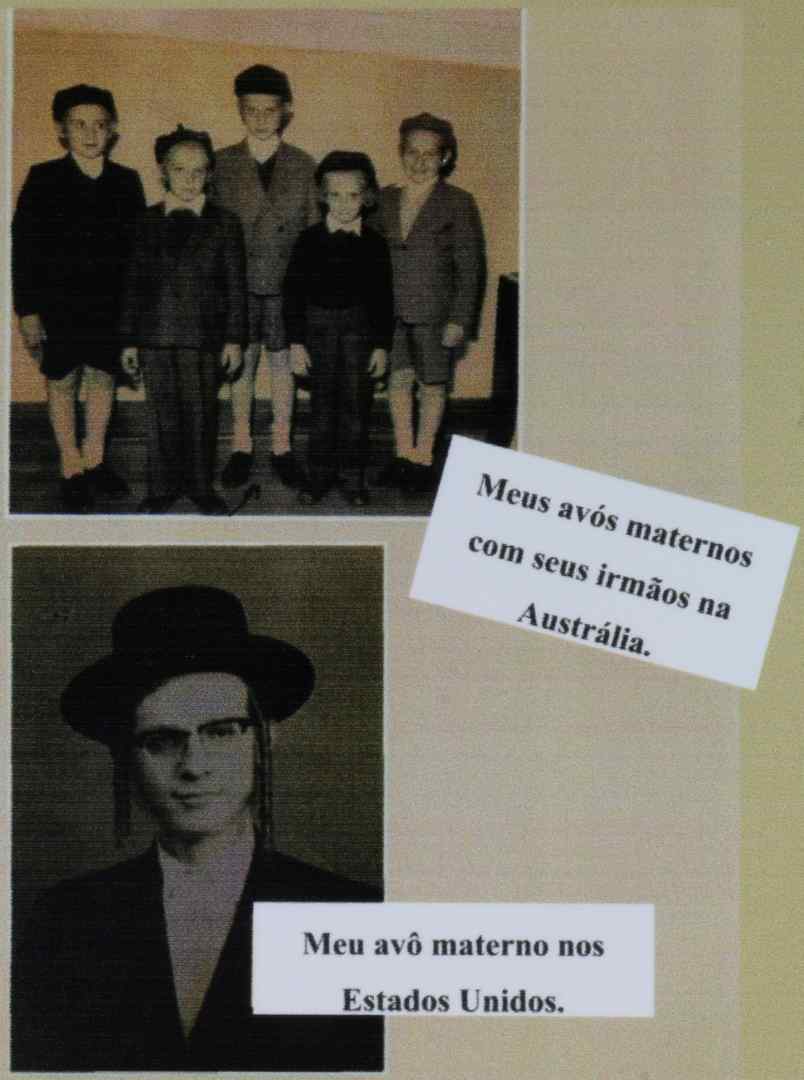 Meus avós maternos
com seus irmãos na
Austrália.
Meu avô materno nos
Estados Unidos.